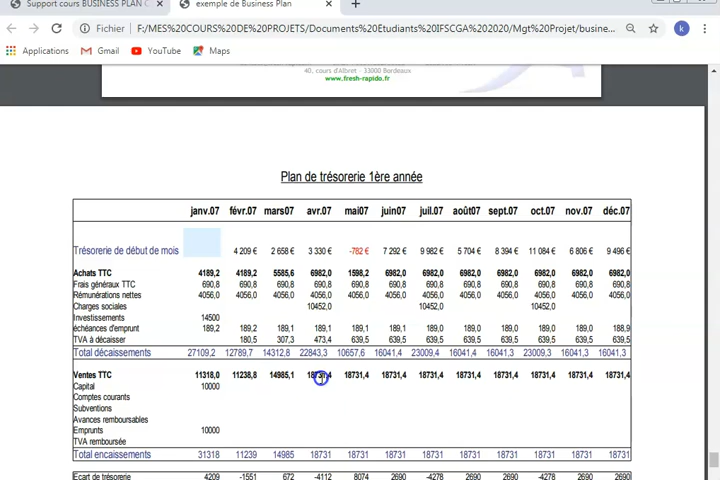 Support cours BUSINESS PLAN C × exemple de Business Plan × +
Fichier F:/MES%20COURS%20DE%20PROJETS/Documents%20Etudiants%20IFSCGA%202020/Mgt%20Projet/busine... k
Applications Gmail YouTube Maps
40, cours d'Albret - 33000 Bordeaux
www.fresh-rapido.fr
Plan de trésorerie 1ère année
janv.07 févr.07 mars07 avr.07 mai07 juin07 juil.07 août07 sept.07 oct.07 nov.07 déc.07
Trésorerie de début de mois 4 209 € 2 658 € 3 330 € -782 € 7 292 € 9 982 € 5 704 € 8 394 € 11 084 € 6 806 € 9 496 €
Achats TTC 4189,2 4189,2 5585,6 6982,0 1598,2 6982,0 6982,0 6982,0 6982,0 6982,0 6982,0 6982,0
Frais généraux TTC 690,8 690,8 690,8 690,8 690,8 690,8 690,8 690,8 690,8 690,8 690,8 690,8
Rémunérations nettes 4056,0 4056,0 4056,0 4056,0 4056,0 4056,0 4056,0 4056,0 4056,0 4056,0 4056,0 4056,0
Charges sociales 10452,0 10452,0 10452,0
Investissements 14500
échéances d'emprunt 189,2 189,2 189,1 189,1 189,1 189,1 189,0 189,0 189,0 189,0 189,0 188,9
TVA à décaisser 180,5 307,3 473,4 639,5 639,5 639,5 639,5 639,5 639,5 639,5 639,5
Total décaissements 27109,2 12789,7 14312,8 22843,3 10657,6 16041,4 23009,4 16041,4 16041,3 23009,3 16041,3 16041,3
Ventes TTC 11318,0 11238,8 14985,1 18731,4 18731,4 18731,4 18731,4 18731,4 18731,4 18731,4 18731,4 18731,4
Capital 10000
Comptes courants
Subventions
Avances remboursables
Emprunts 10000
TVA remboursée
Total encaissements 31318 11239 14985 18731 18731 18731 18731 18731 18731 18731 18731 18731
Ecart de trésorerie 4209 -1551 672 -4112 8074 2690 -4278 2690 2690 -4278 2690 2690